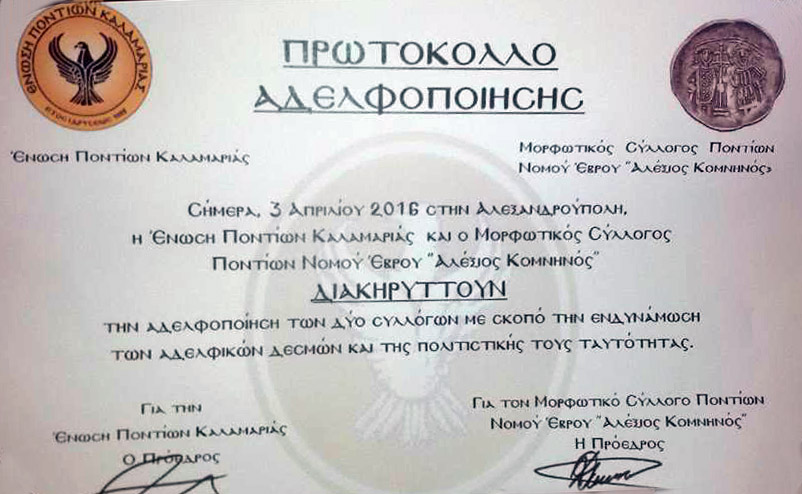 ΕΝΩΣΗ ΠΟΝΤΙΩΝ ΚΑΛΑΜΑΡΙΑΣ
ΠΡΩΤΟΚΟΛΛΟ
ΑΔΕΛΦΟΠΟΙΗΣΗΣ
Ένωση Ποντίων Καλαμαριάς
Μορφωτικός Σύλλογος Ποντίων
Νομού Έβρου "Αλέξιος Κομνηνός»
Σήμερα, 3 Απριλίου 2016 στην Αλεξανδρούπολη,
η Ένωση Ποντίων Καλαμαριάς και ο Μορφωτικός Σύλλογος
Ποντίων Νομού Έβρου "Αλέξιος Κομνηνός"
ΔΙΑΚΗΡΥΤΤΟΥΝ
την αδελφοποίηση των δύο συλλόγων με σκοπό την ενδυνάμωση
των αδελφικών δεσμών και της πολιτιστικής τους ταυτότητας.
Για την
Ένωση Ποντίων Καλαμαριάς
Ο Πρόεδρος
Για τον Μορφωτικό Σύλλογο Ποντίων
Νομού Έβρου "Αλέξιος Κομνηνός"
Η Πρόεδρος